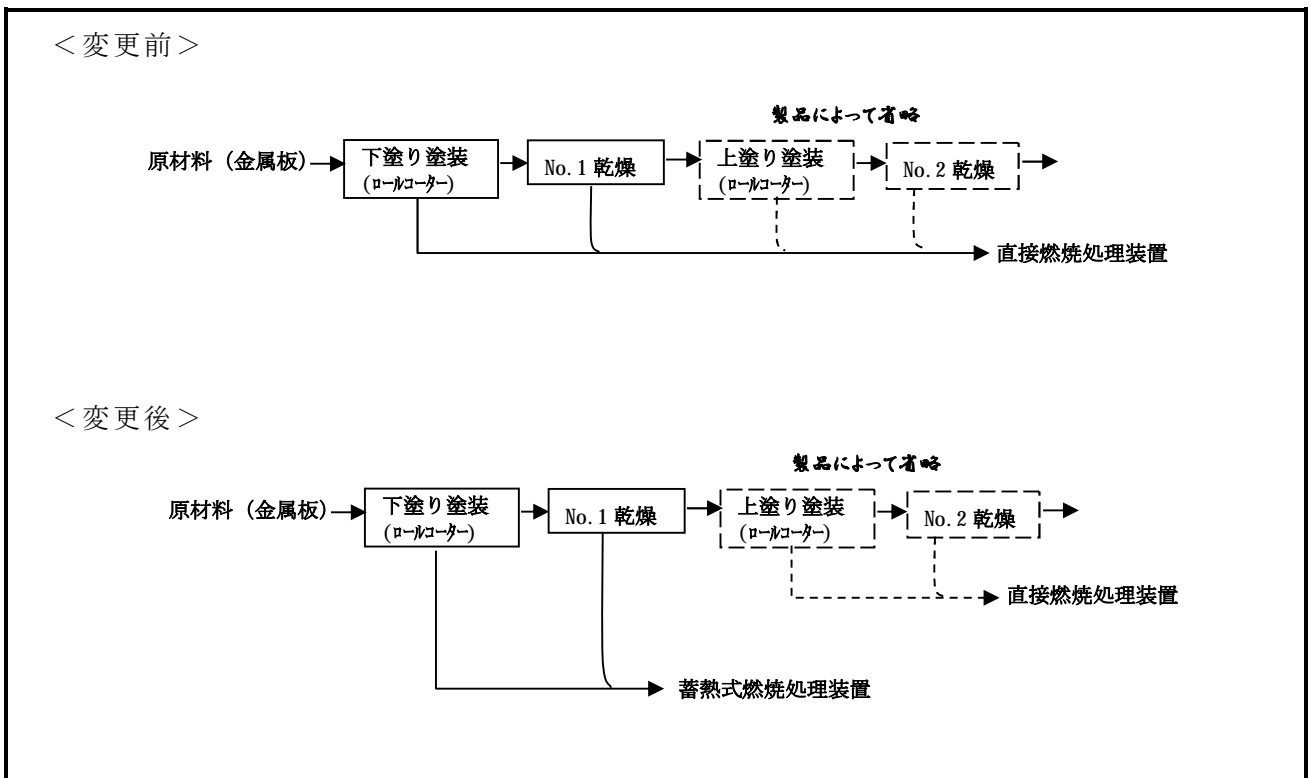 ＜変更前＞
製品によって省略
原材料（金属板）
下塗り塗装
(ﾛｰﾙｺｰﾀｰ)
No.1 乾燥
上塗り塗装
(ﾛｰﾙｺｰﾀｰ)
No.2 乾燥
直接燃焼処理装置
＜変更後＞
製品によって省略
原材料（金属板）
下塗り塗装
(ﾛｰﾙｺｰﾀｰ)
No.1 乾燥
上塗り塗装
(ﾛｰﾙｺｰﾀｰ)
No.2 乾燥
直接燃焼処理装置
蓄熱式燃焼処理装置